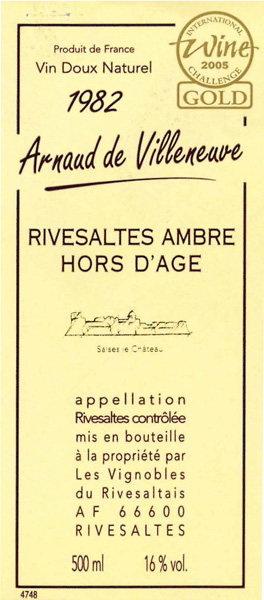 Produit de France
Vin Doux Naturel
1982
INTERNATIONAL
Wine
2005
CHALLENGE
GOLD
Arnaud de Villeneuve
RIVESALTES AMBRE
HORS D'AGE
Salses le Château
appellation
Rivesaltes contrôlée
mis en bouteille
à la propriété par
Les Vignobles
du Rivesaltais
AF 66600
RIVESALTES
500 ml 16 % vol.
4748